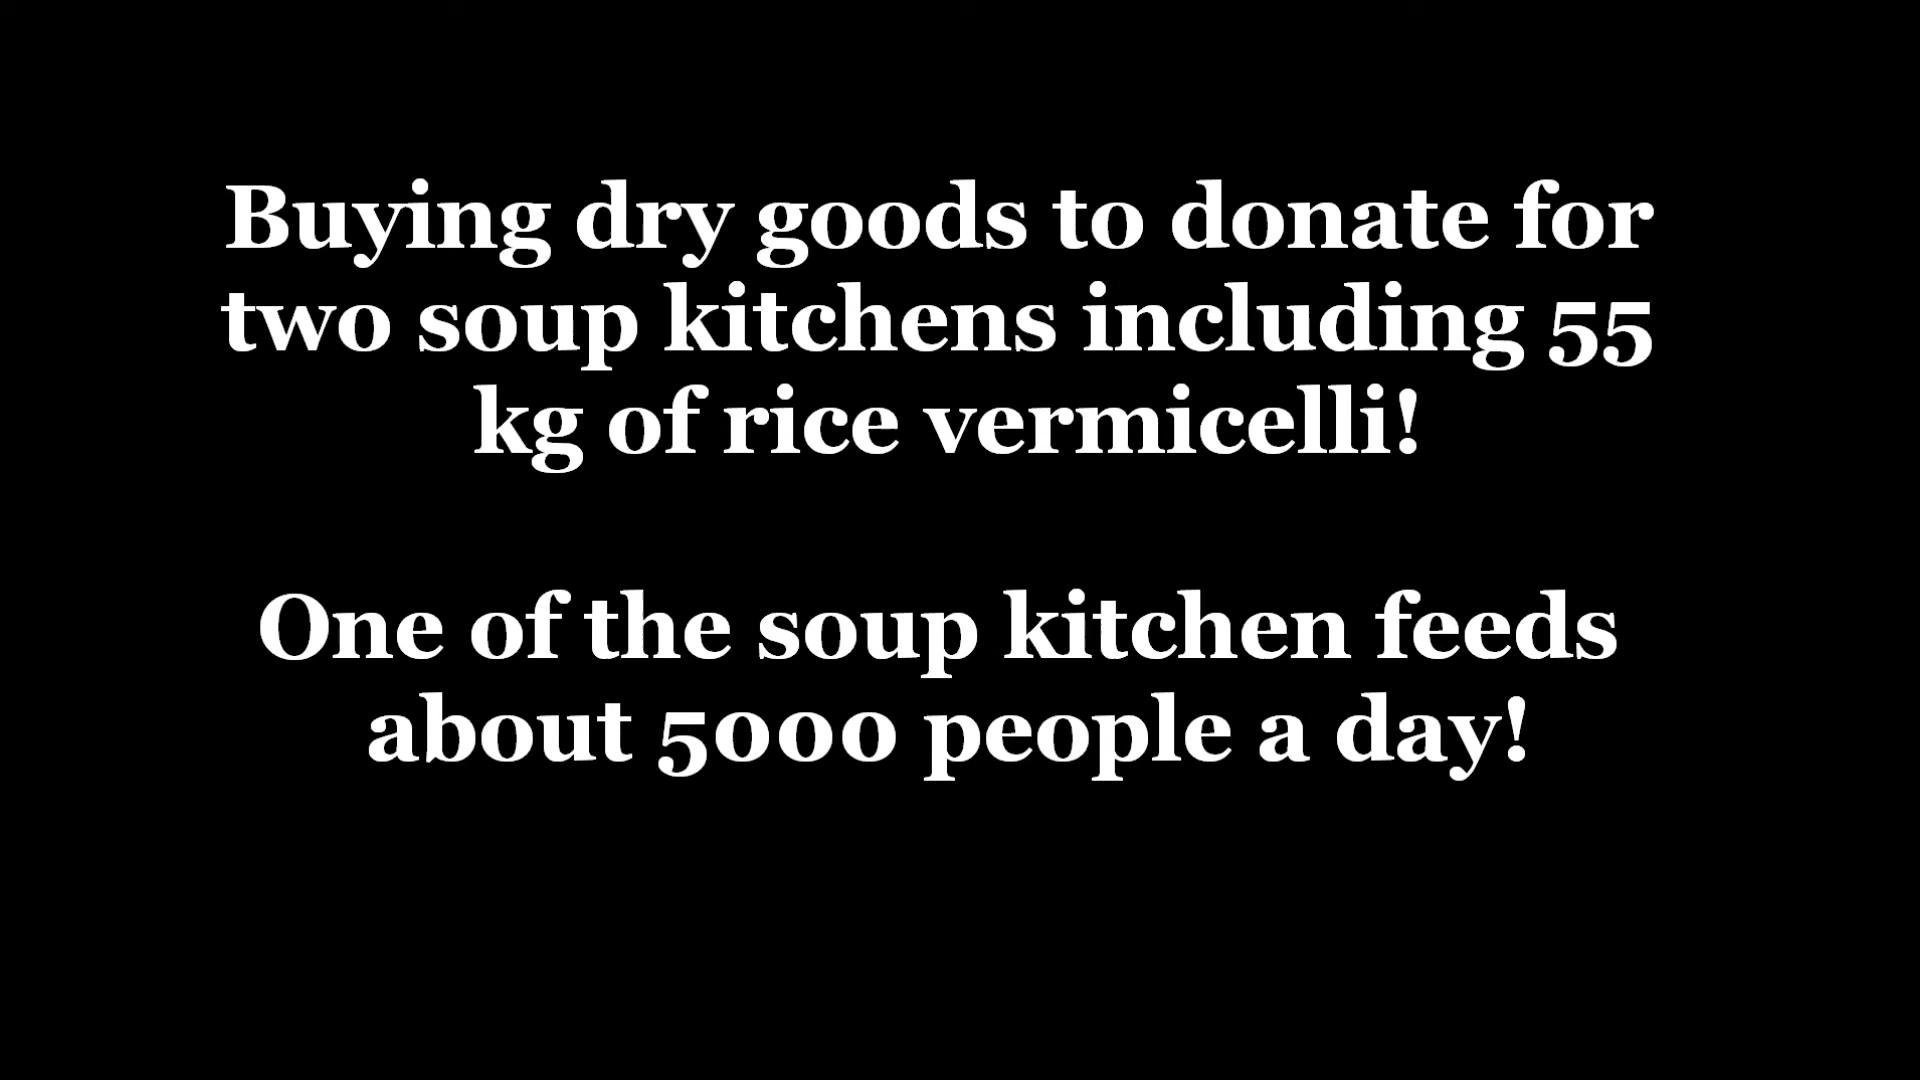 Buying dry goods to donate for
two soup kitchens including 55
kg of rice vermicelli!
One of the soup kitchen feeds
about 5000 people a day!